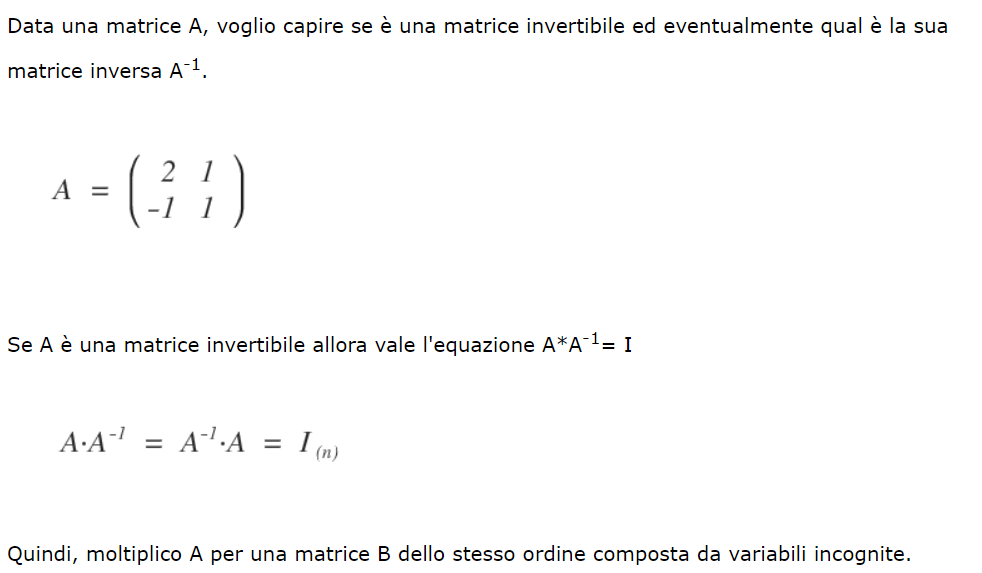 Data una matrice A, voglio capire se è una matrice invertibile ed eventualmente qual è la sua
matrice inversa A⁻¹.
A = ( 2 1
-1 1 )
Se A è una matrice invertibile allora vale l'equazione A*A⁻¹= I
A·A⁻¹ = A⁻¹·A = I ₍ₙ₎
Quindi, moltiplico A per una matrice B dello stesso ordine composta da variabili incognite.